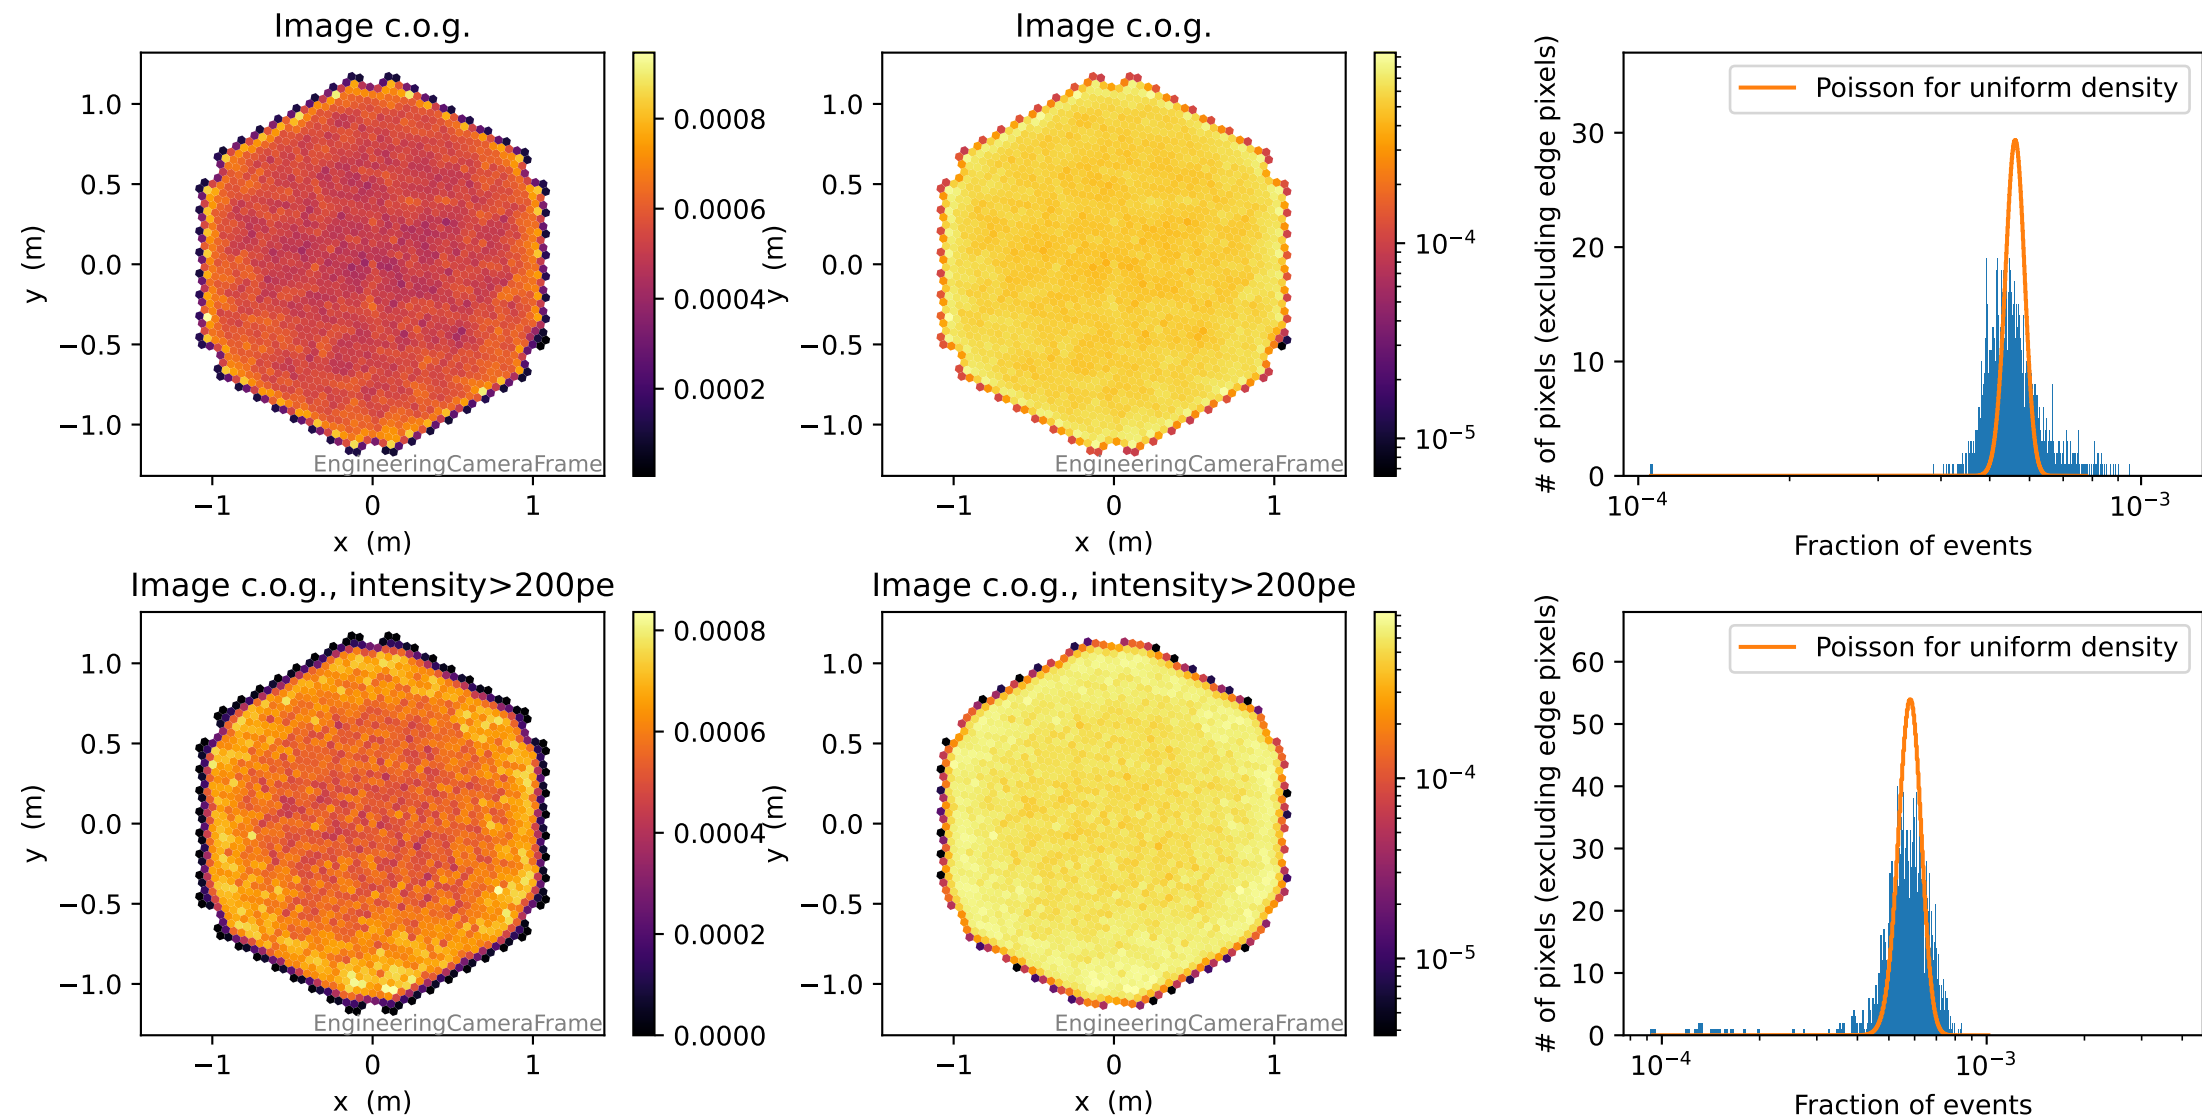 Image c.o.g.
y (m)
1.0
0.5
0.0
−0.5
−1.0
−1
0
1
x (m)
EngineeringCameraFrame
0.0008
0.0006
0.0004
0.0002
Image c.o.g.
y (m)
1.0
0.5
0.0
−0.5
−1.0
−1
0
1
x (m)
EngineeringCameraFrame
10⁻⁴
10⁻⁵
# of pixels (excluding edge pixels)
30
20
10
0
Poisson for uniform density
10⁻⁴
10⁻³
Fraction of events
Image c.o.g., intensity>200pe
y (m)
1.0
0.5
0.0
−0.5
−1.0
−1
0
1
x (m)
EngineeringCameraFrame
0.0008
0.0006
0.0004
0.0002
0.0000
Image c.o.g., intensity>200pe
y (m)
1.0
0.5
0.0
−0.5
−1.0
−1
0
1
x (m)
EngineeringCameraFrame
10⁻⁴
10⁻⁵
# of pixels (excluding edge pixels)
60
50
40
30
20
10
0
Poisson for uniform density
10⁻⁴
10⁻³
Fraction of events